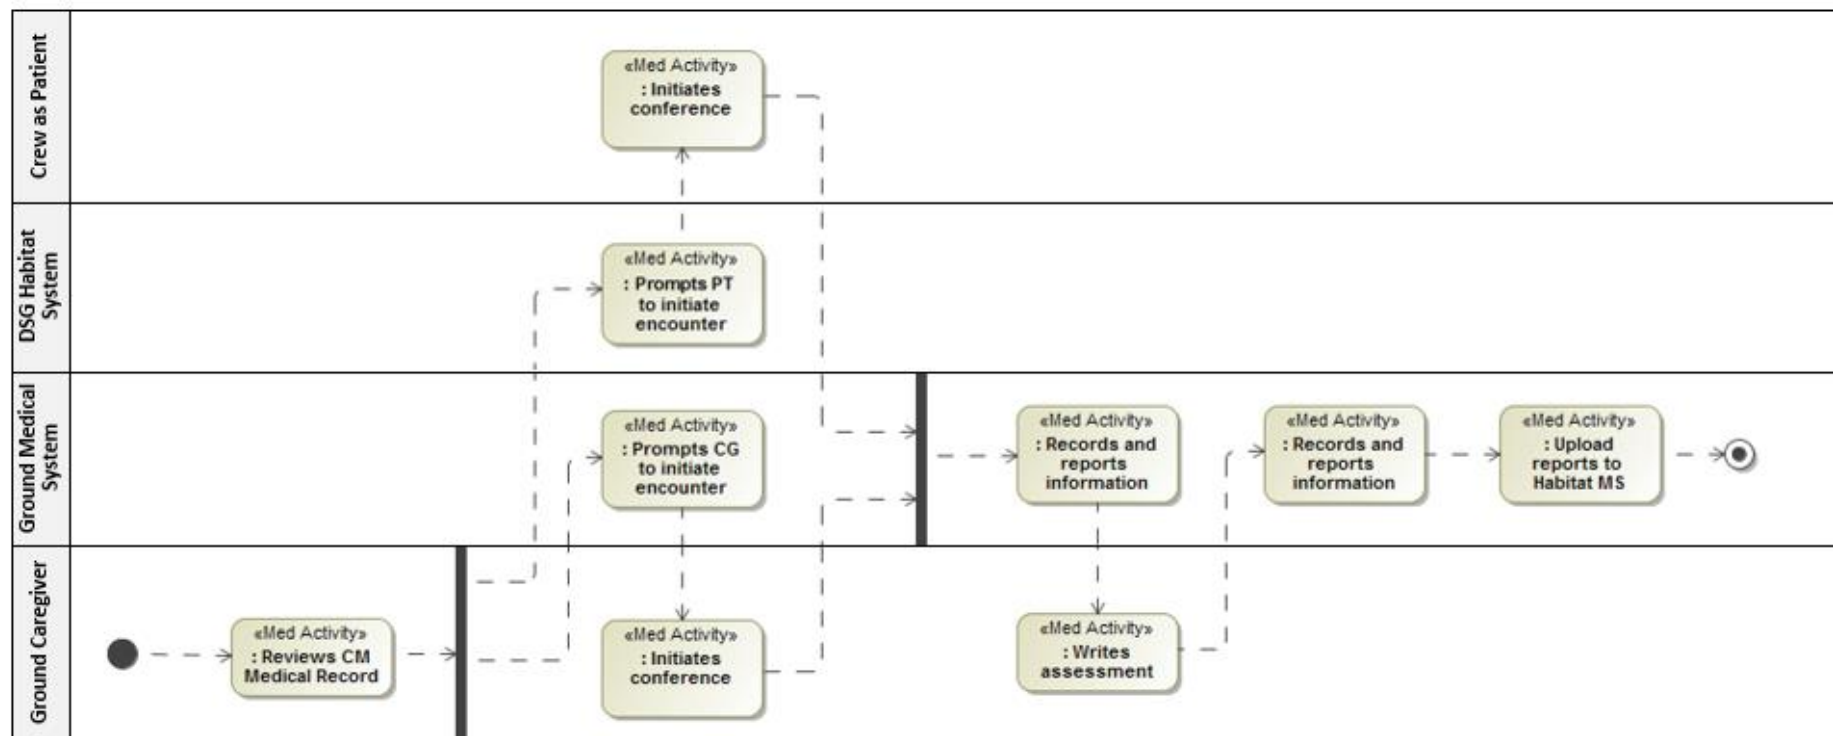 Crew as Patient
«Med Activity»
: Initiates
conference
DSG Habitat
System
«Med Activity»
: Prompts PT
to initiate
encounter
Ground Medical
System
«Med Activity»
: Prompts CG
to initiate
encounter
«Med Activity»
: Records and
reports
information
«Med Activity»
: Records and
reports
information
«Med Activity»
: Upload
reports to
Habitat MS
Ground Caregiver
«Med Activity»
: Reviews CM
Medical Record
«Med Activity»
: Initiates
conference
«Med Activity»
: Writes
assessment